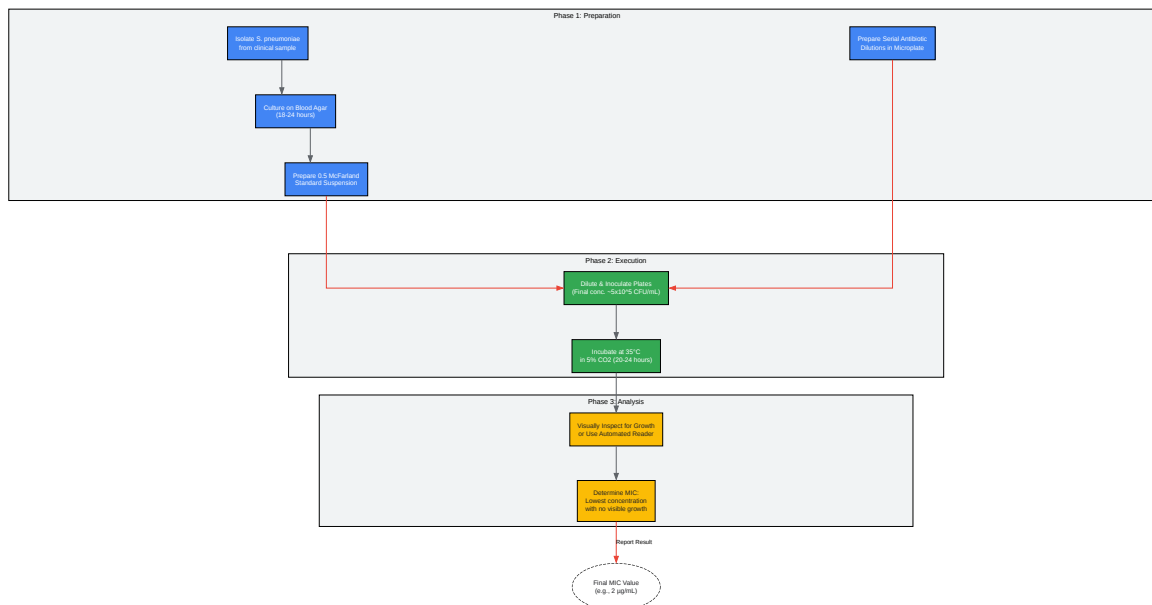 Phase 1: Preparation
Isolate S. pneumoniae
from clinical sample
Prepare Serial Antibiotic
Dilutions in Microplate
Culture on Blood Agar
(18-24 hours)
Prepare 0.5 McFarland
Standard Suspension
Phase 2: Execution
Dilute & Inoculate Plates
(Final conc. ~5x10^5 CFU/mL)
Incubate at 35°C
in 5% CO2 (20-24 hours)
Phase 3: Analysis
Visually Inspect for Growth
or Use Automated Reader
Determine MIC:
Lowest concentration
with no visible growth
Report Result
Final MIC Value
(e.g., 2 µg/mL)